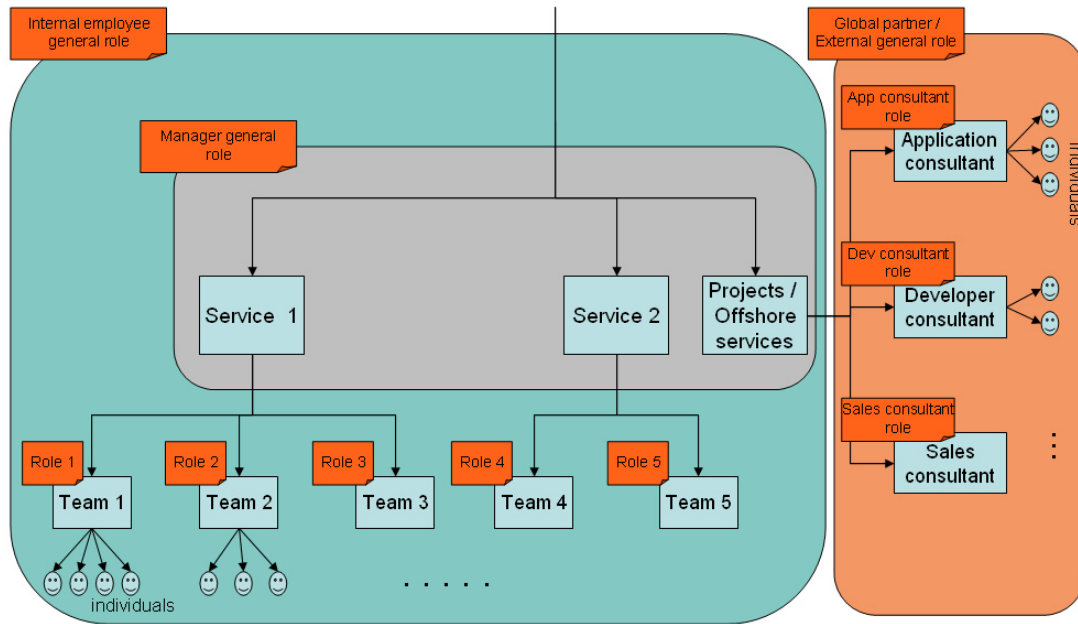 Internal employee
general role
Global partner /
External general role
Manager general
role
App consultant
role
Application
consultant
individuals
Service 1
Service 2
Projects /
Offshore
services
Dev consultant
role
Developer
consultant
Sales consultant
role
Sales
consultant
Role 1
Role 2
Role 3
Role 4
Role 5
Team 1
Team 2
Team 3
Team 4
Team 5
individuals